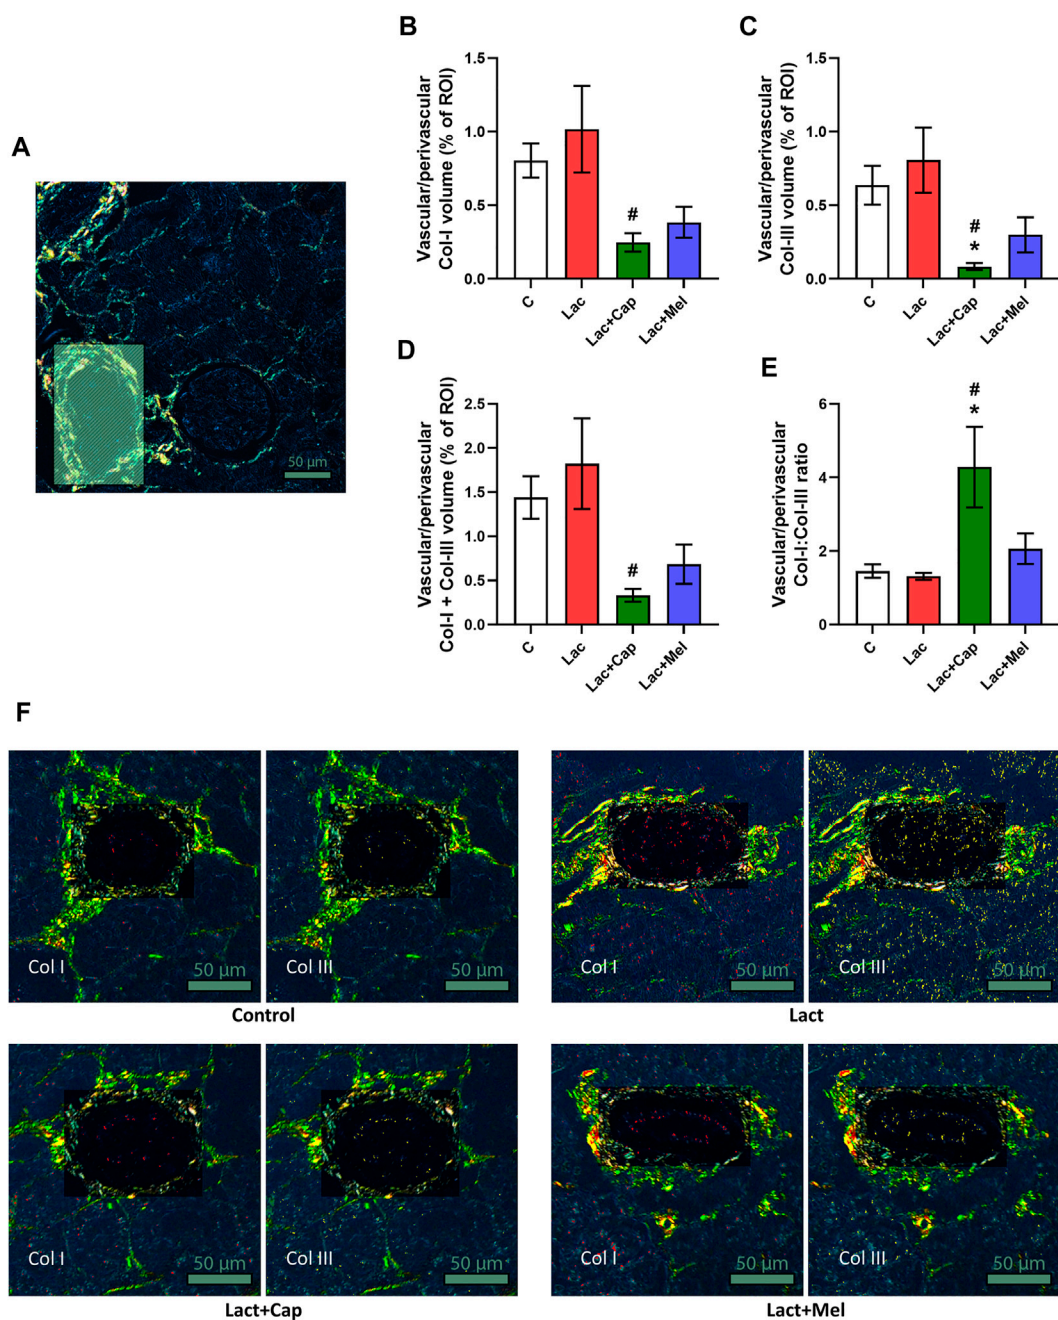 A
50 µm
B
Vascular/perivascular
Col-I volume (% of ROI)
1.5
1.0
0.5
0.0
#
C
Lac
Lac+Cap
Lac+Mel
C
Vascular/perivascular
Col-III volume (% of ROI)
1.5
1.0
0.5
0.0
#
*
C
Lac
Lac+Cap
Lac+Mel
D
Vascular/perivascular
Col-I + Col-III volume (% of ROI)
2.5
2.0
1.5
1.0
0.5
0.0
#
C
Lac
Lac+Cap
Lac+Mel
E
Vascular/perivascular
Col-I:Col-III ratio
6
4
2
0
#
*
C
Lac
Lac+Cap
Lac+Mel
F
Col I
50 µm
Col III
50 µm
Control
Col I
50 µm
Col III
50 µm
Lact
Col I
50 µm
Col III
50 µm
Lact+Cap
Col I
50 µm
Col III
50 µm
Lact+Mel